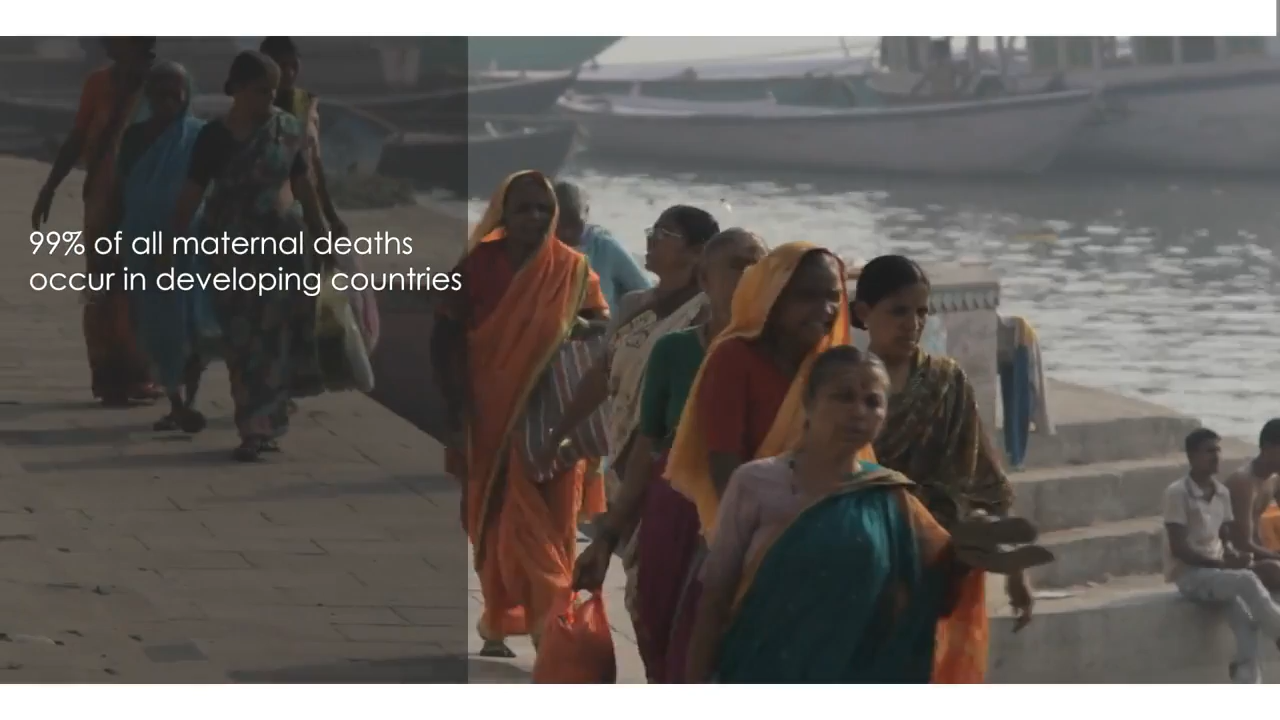 99% of all maternal deaths
occur in developing countries